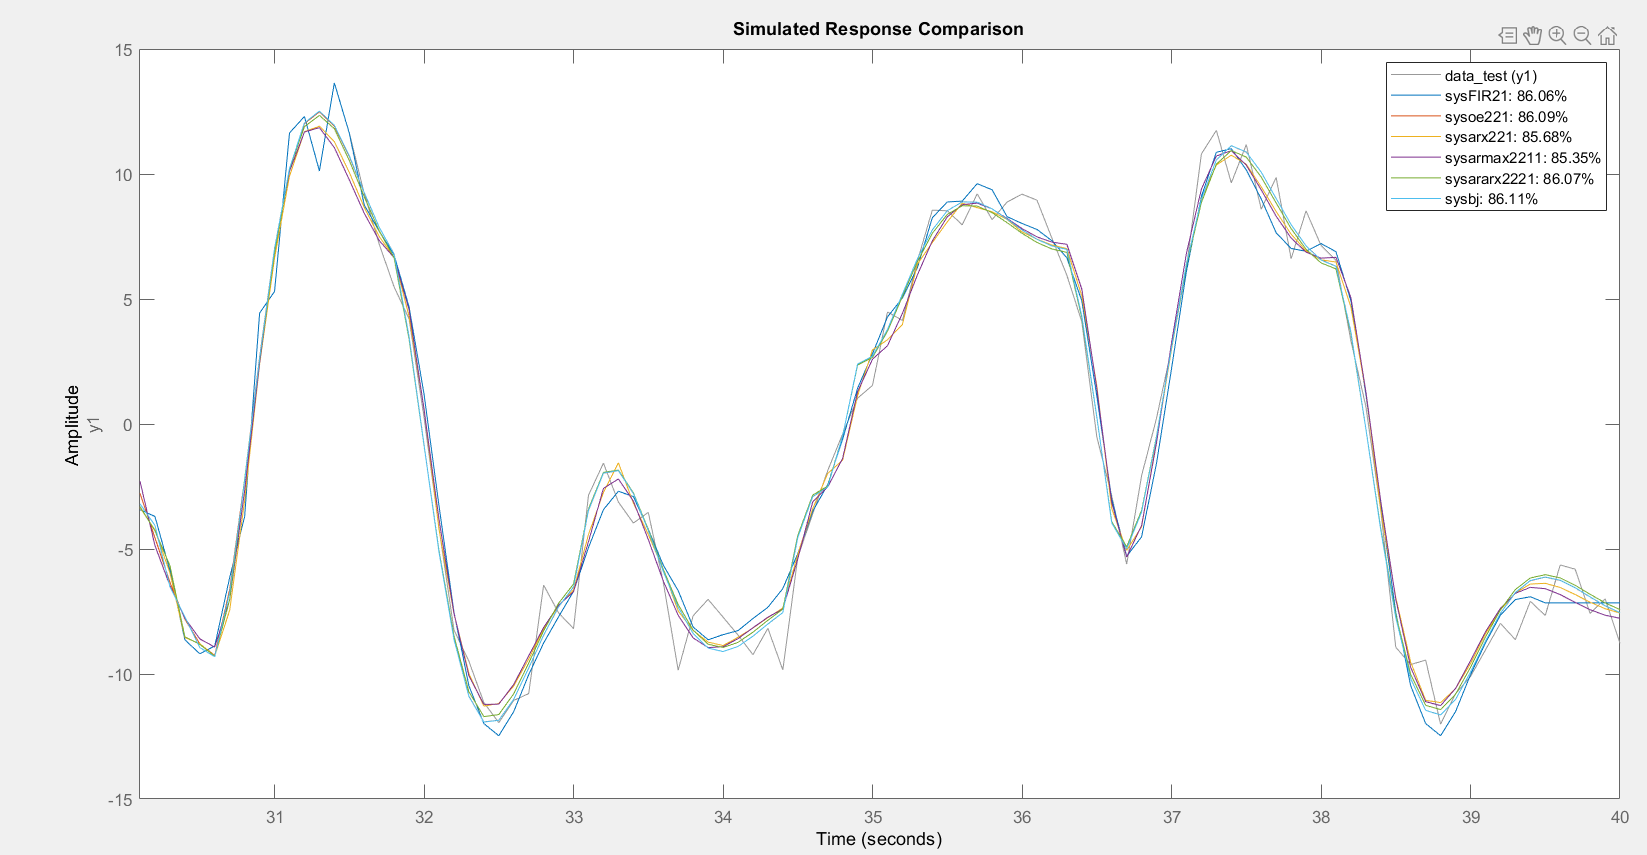 Simulated Response Comparison
data_test (y1)
sysFIR21: 86.06%
sysoe221: 86.09%
sysarx221: 85.68%
sysarmax2211: 85.35%
sysararx2221: 86.07%
sysbj: 86.11%
15
10
5
0
-5
-10
-15
Amplitude
y1
31 32 33 34 35 36 37 38 39 40
Time (seconds)